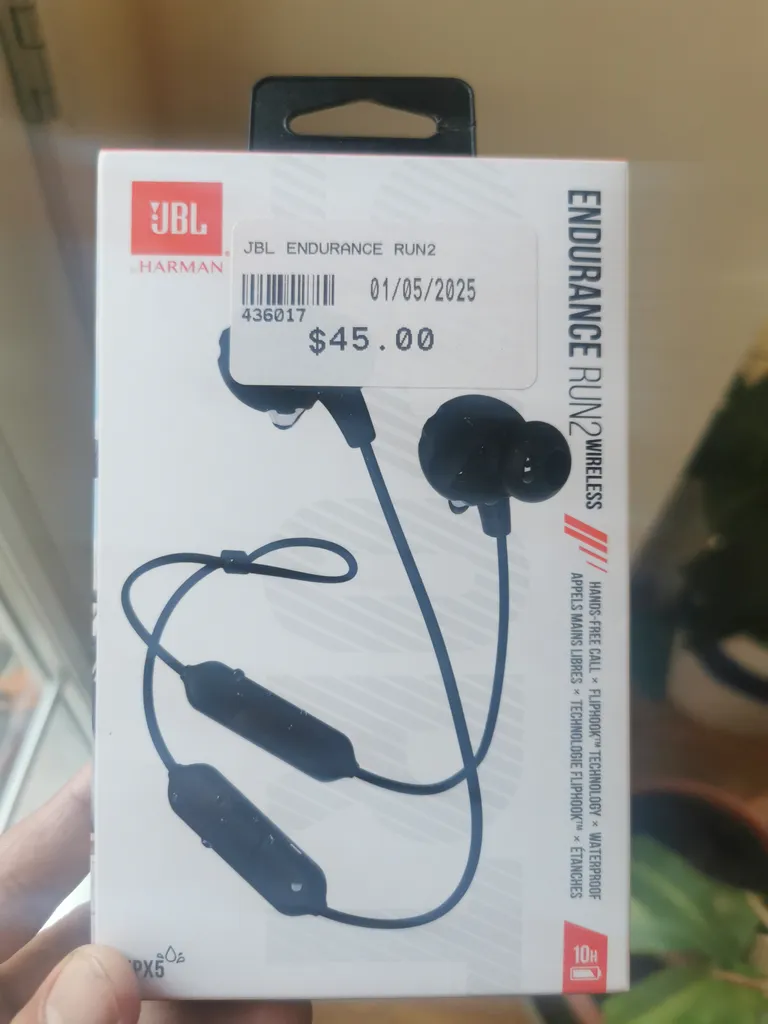 JBL
HARMAN
JBL ENDURANCE RUN2
01/05/2025
436017
$45.00
ENDURANCE RUN2 WIRELESS
HANDS-FREE CALL × FLIPHOOK™ TECHNOLOGY × WATERPROOF
APPELS MAINS LIBRES × TECHNOLOGIE FLIPHOOK™ × ÉTANCHES
IPX5
10H